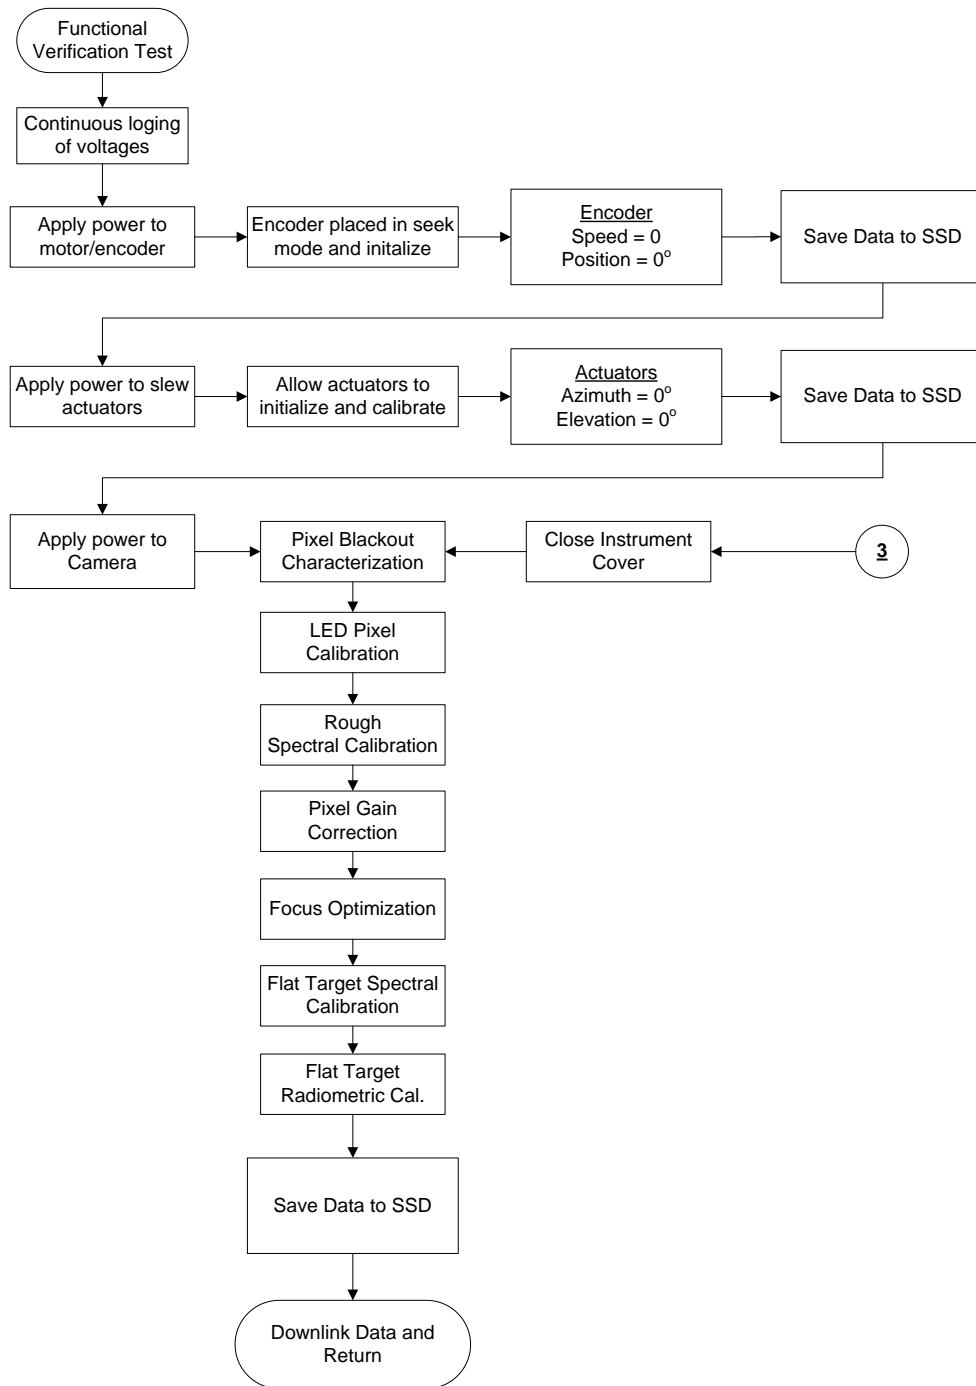 Functional
Verification Test
Continuous loging
of voltages
Apply power to
motor/encoder
Encoder placed in seek
mode and initalize
Encoder
Speed = 0
Position = 0°
Save Data to SSD
Apply power to slew
actuators
Allow actuators to
initialize and calibrate
Actuators
Azimuth = 0°
Elevation = 0°
Save Data to SSD
Apply power to
Camera
Pixel Blackout
Characterization
Close Instrument
Cover
3
LED Pixel
Calibration
Rough
Spectral Calibration
Pixel Gain
Correction
Focus Optimization
Flat Target Spectral
Calibration
Flat Target
Radiometric Cal.
Save Data to SSD
Downlink Data and
Return